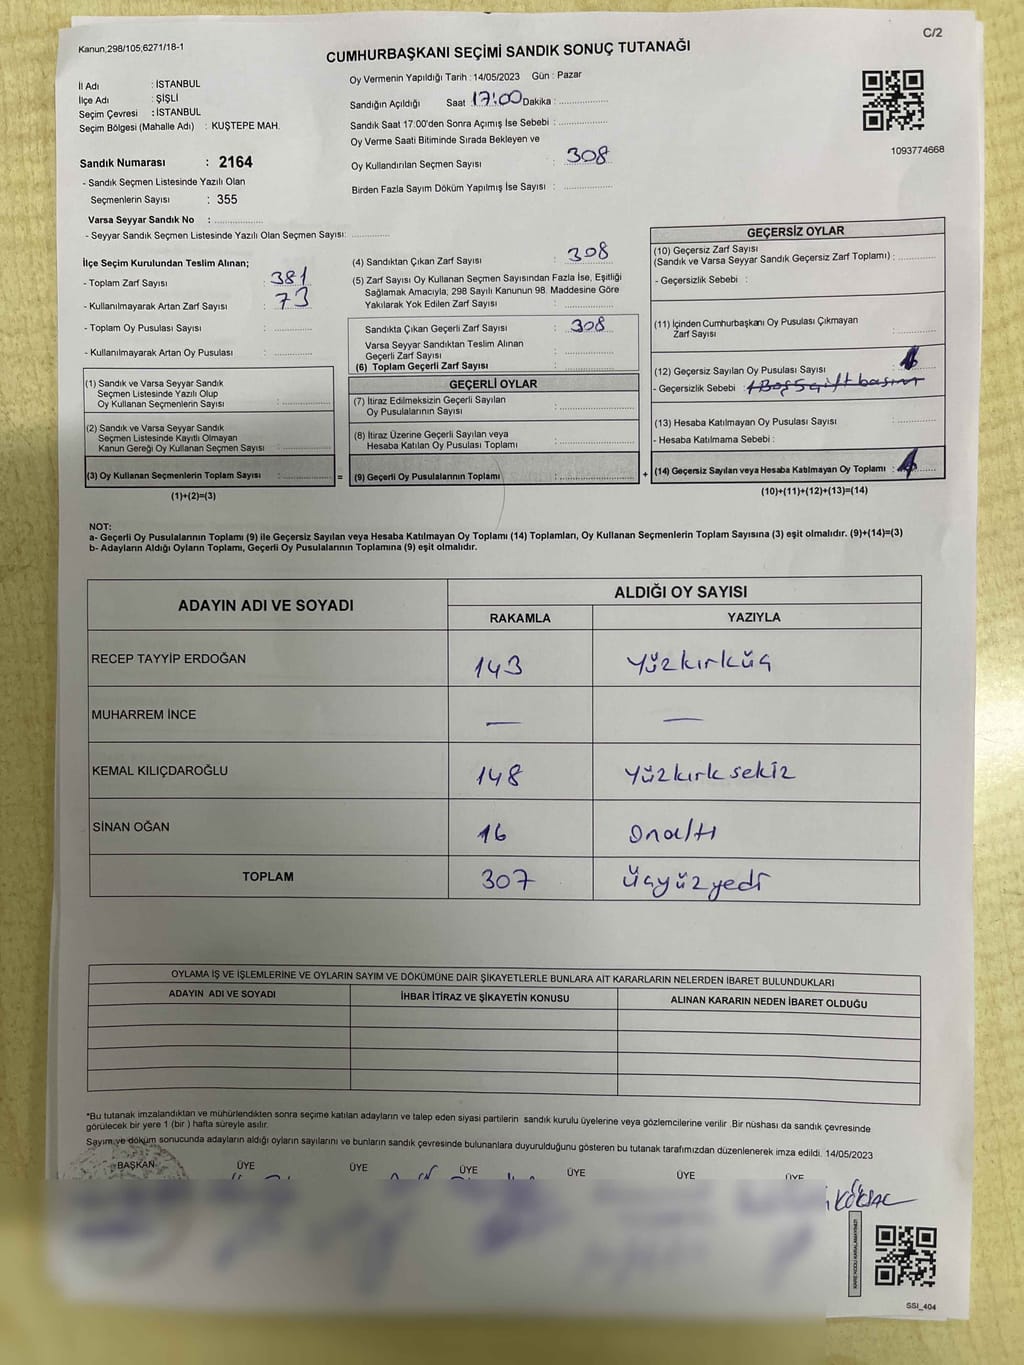 Kanun,298/105,6271/18-1
C/2
CUMHURBAŞKANI SEÇİMİ SANDIK SONUÇ TUTANAĞI
İl Adı : İSTANBUL
İlçe Adı : ŞİŞLİ
Seçim Çevresi : İSTANBUL
Seçim Bölgesi (Mahalle Adı) : KUŞTEPE MAH.
Sandık Numarası : 2164
- Sandık Seçmen Listesinde Yazılı Olan
Seçmenlerin Sayısı : 355
Varsa Seyyar Sandık No : ....................
- Seyyar Sandık Seçmen Listesinde Yazılı Olan Seçmen Sayısı: ...............
Oy Vermenin Yapıldığı Tarih : 14/05/2023 Gün : Pazar
Sandığın Açıldığı Saat 17:00 Dakika : ....................
Sandık Saat 17:00'den Sonra Açımış İse Sebebi : ....................
Oy Verme Saati Bitiminde Sırada Bekleyen ve
Oy Kullandırılan Seçmen Sayısı : 308
Birden Fazla Sayım Döküm Yapılmış İse Sayısı : ....................
1093774668
İlçe Seçim Kurulundan Teslim Alınan;
- Toplam Zarf Sayısı : 381
- Kullanılmayarak Artan Zarf Sayısı : 73
- Toplam Oy Pusulası Sayısı : ...............
- Kullanılmayarak Artan Oy Pusulası : ...............
(4) Sandıktan Çıkan Zarf Sayısı : 308
(5) Zarf Sayısı Oy Kullanan Seçmen Sayısından Fazla İse, Eşitliği
Sağlamak Amacıyla, 298 Sayılı Kanunun 98. Maddesine Göre
Yakılarak Yok Edilen Zarf Sayısı : ...............
Sandıkta Çıkan Geçerli Zarf Sayısı : 308
Varsa Seyyar Sandıktan Teslim Alınan
Geçerli Zarf Sayısı : ...............
(6) Toplam Geçerli Zarf Sayısı : ...............
(1) Sandık ve Varsa Seyyar Sandık
Seçmen Listesinde Yazılı Olup
Oy Kullanan Seçmenlerin Sayısı : ...............
(2) Sandık ve Varsa Seyyar Sandık
Seçmen Listesinde Kayıtlı Olmayan
Kanun Gereği Oy Kullanan Seçmen Sayısı : ...............
(3) Oy Kullanan Seçmenlerin Toplam Sayısı : ...............
(1)+(2)=(3)
=
GEÇERLİ OYLAR
(7) İtiraz Edilmeksizin Geçerli Sayılan
Oy Pusulalarının Sayısı : ...............
(8) İtiraz Üzerine Geçerli Sayılan veya
Hesaba Katılan Oy Pusulası Toplamı : ...............
(9) Geçerli Oy Pusulalarının Toplamı : ...............
+
GEÇERSİZ OYLAR
(10) Geçersiz Zarf Sayısı
(Sandık ve Varsa Seyyar Sandık Geçersiz Zarf Toplamı) : ..........
- Geçersizlik Sebebi :
(11) İçinden Cumhurbaşkanı Oy Pusulası Çıkmayan
Zarf Sayısı : ..........
(12) Geçersiz Sayılan Oy Pusulası Sayısı : 1
- Geçersizlik Sebebi :
(13) Hesaba Katılmayan Oy Pusulası Sayısı : ..........
- Hesaba Katılmama Sebebi :
(14) Geçersiz Sayılan veya Hesaba Katılmayan Oy Toplamı : 1
(10)+(11)+(12)+(13)=(14)
NOT:
a- Geçerli Oy Pusulalarının Toplamı (9) ile Geçersiz Sayılan veya Hesaba Katılmayan Oy Toplamı (14) Toplamları, Oy Kullanan Seçmenlerin Toplam Sayısına (3) eşit olmalıdır. (9)+(14)=(3)
b- Adayların Aldığı Oyların Toplamı, Geçerli Oy Pusulalarının Toplamına (9) eşit olmalıdır.
ADAYIN ADI VE SOYADI
ALDIĞI OY SAYISI
RAKAMLA YAZIYLA
RECEP TAYYİP ERDOĞAN 143 Yüzkırküç
MUHARREM İNCE — —
KEMAL KILIÇDAROĞLU 148 Yüzkırk sekiz
SİNAN OĞAN 16 onaltı
TOPLAM 307 Üçyüzyedi
OYLAMA İŞ VE İŞLEMLERİNE VE OYLARIN SAYIM VE DÖKÜMÜNE DAİR ŞİKAYETLERLE BUNLARA AİT KARARLARIN NELERDEN İBARET BULUNDUKLARI
ADAYIN ADI VE SOYADI İHBAR İTİRAZ VE ŞİKAYETİN KONUSU ALINAN KARARIN NEDEN İBARET OLDUĞU
*Bu tutanak imzalandıktan ve mühürlendikten sonra seçime katılan adayların ve talep eden siyasi partilerin sandık kurulu üyelerine veya gözlemcilerine verilir .Bir nüshası da sandık çevresinde
görülecek bir yere 1 (bir ) hafta süreyle asılır.
Sayım ve döküm sonucunda adayların aldığı oyların sayılarını ve bunların sandık çevresinde bulunanlara duyurulduğunu gösteren bu tutanak tarafımızdan düzenlenerek imza edildi. 14/05/2023
BAŞKAN ÜYE ÜYE ÜYE ÜYE ÜYE ÜYE
KÖKSAL
SSI_404